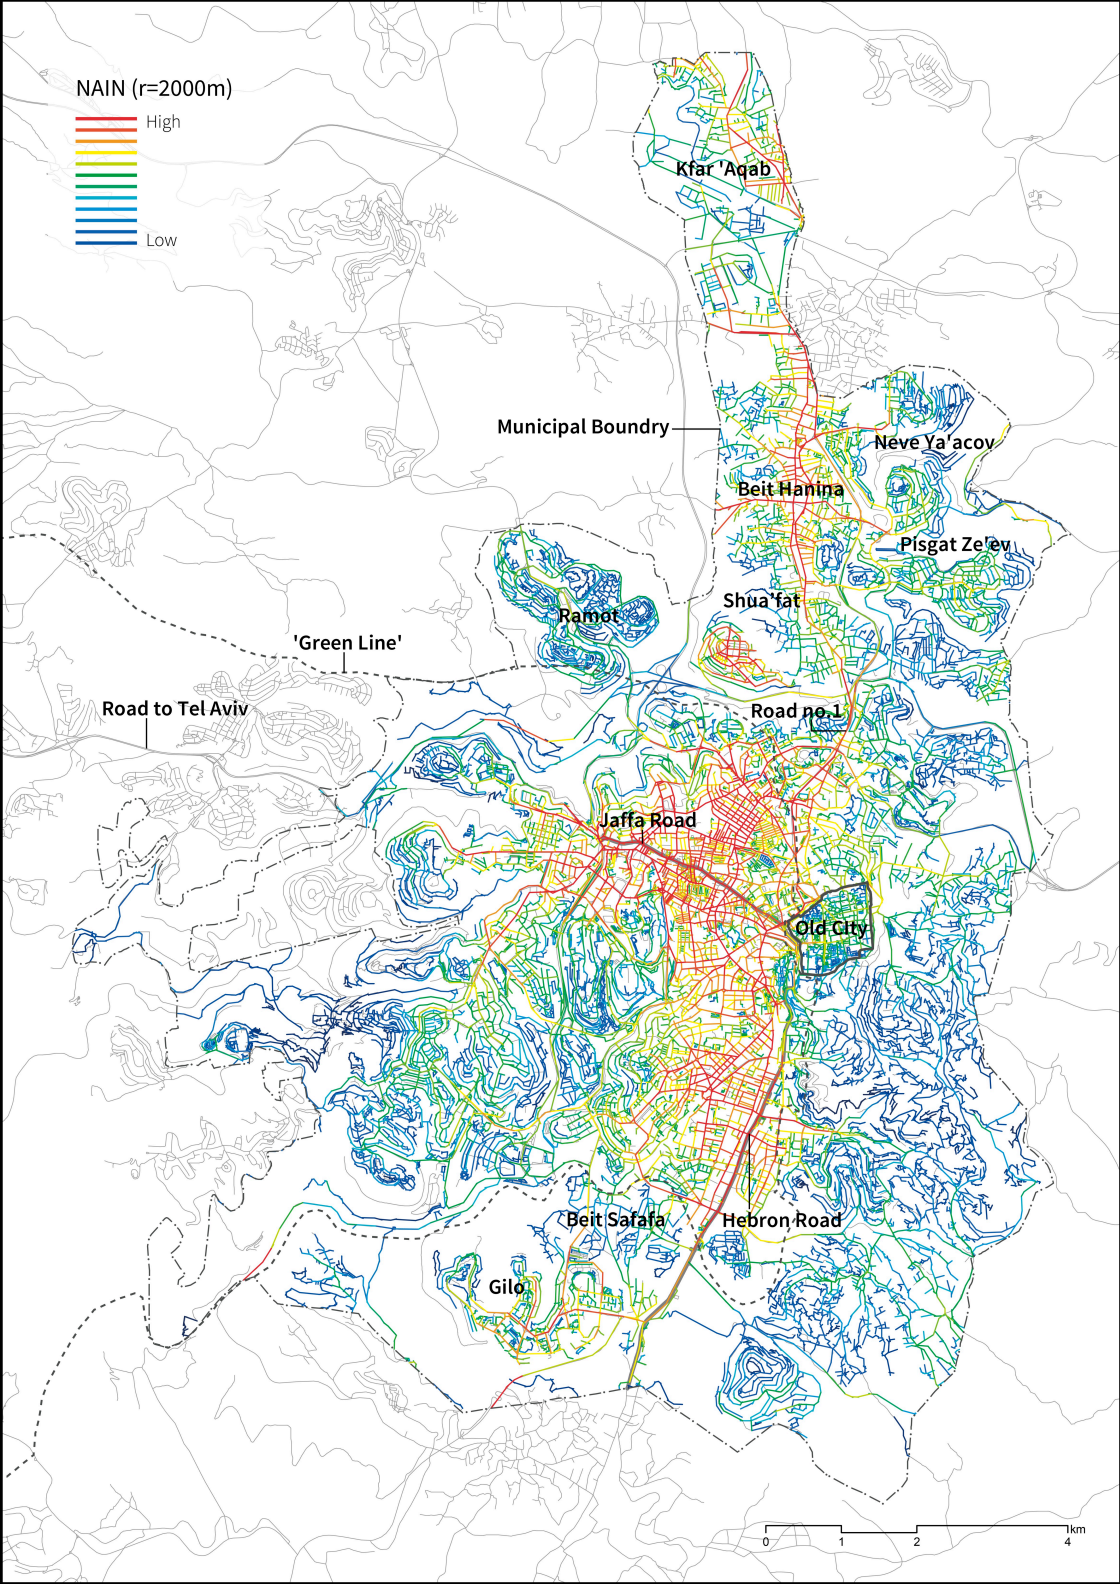 NAIN (r=2000m)
High
Low
Kfar 'Aqab
Municipal Boundry
Neve Ya'acov
Beit Hanina
Pisgat Ze'ev
Shua'fat
Ramot
'Green Line'
Road to Tel Aviv
Road no.1
Jaffa Road
Old City
Beit Safafa
Hebron Road
Gilo
km
0 1 2 4